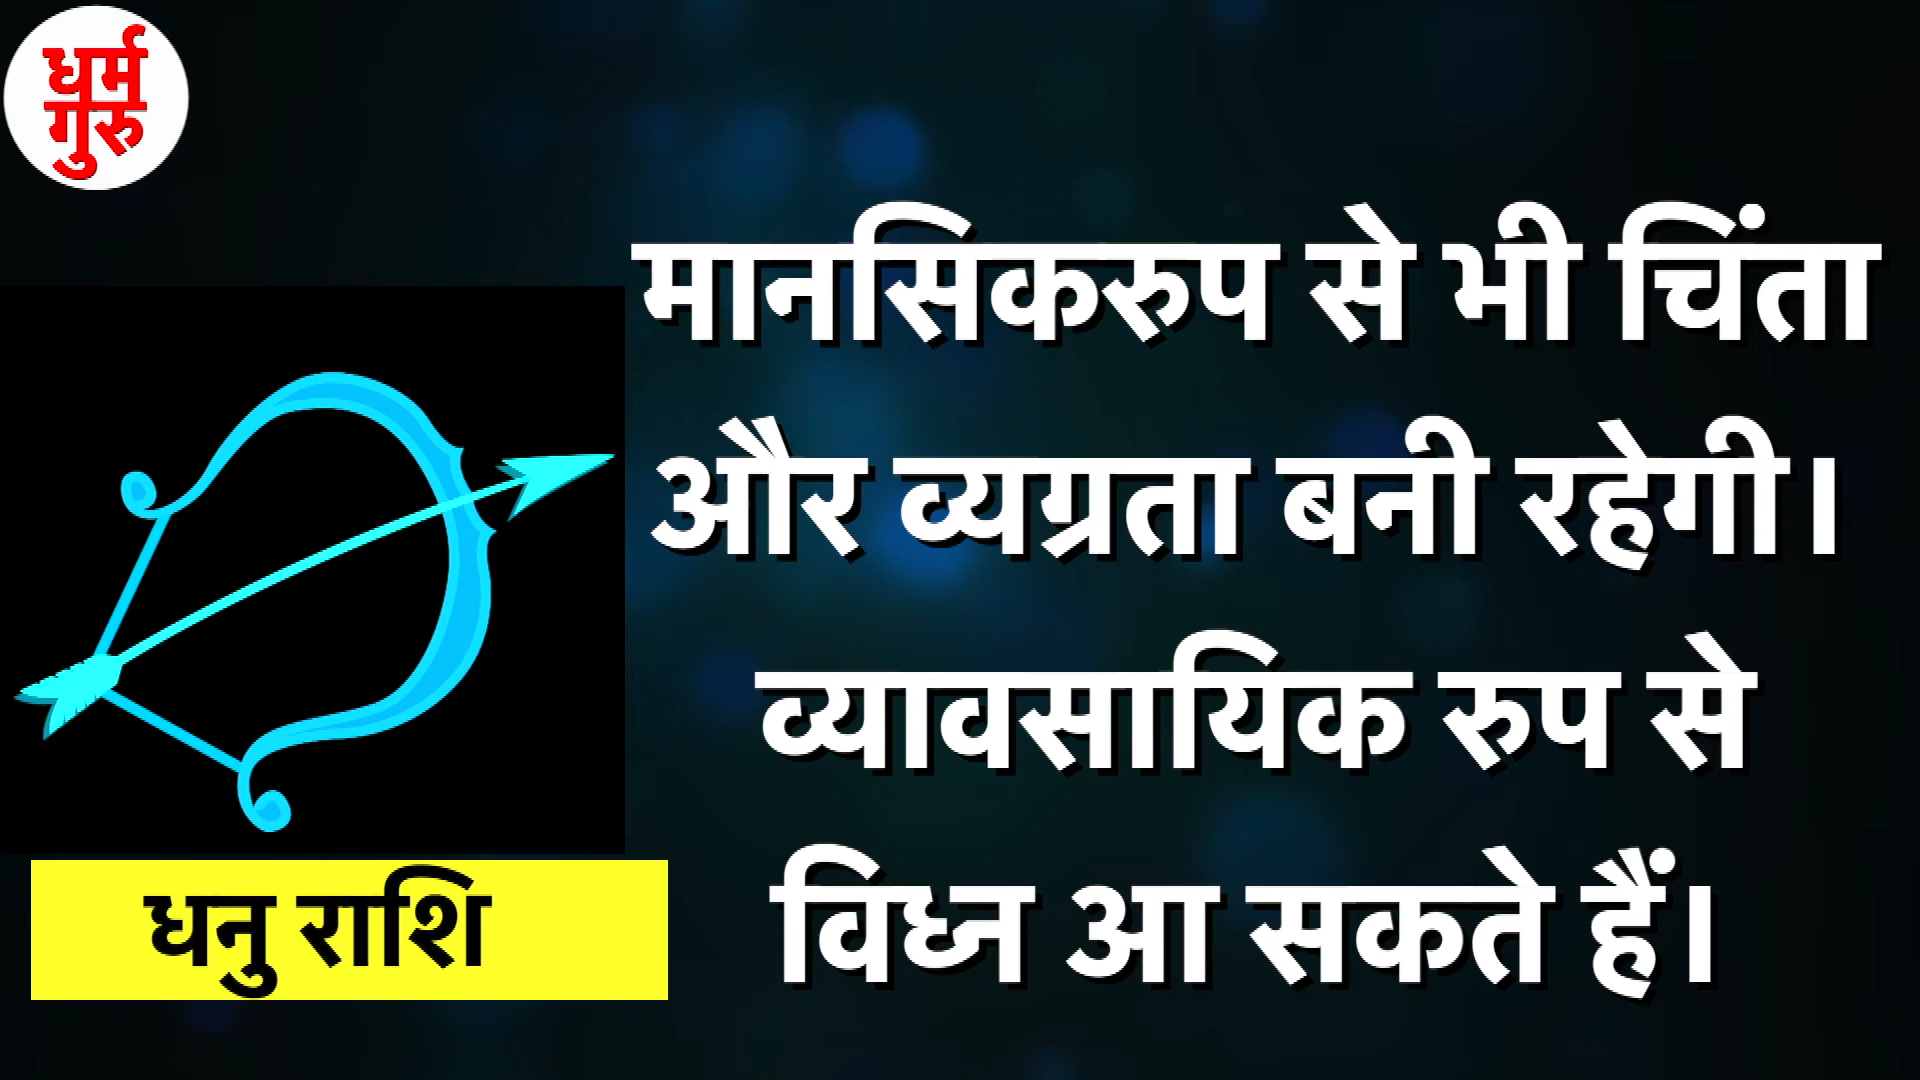 धर्म
गुरु
मानसिकरुप से भी चिंता
और व्यग्रता बनी रहेगी।
व्यावसायिक रुप से
विध्न आ सकते हैं।
धनु राशि